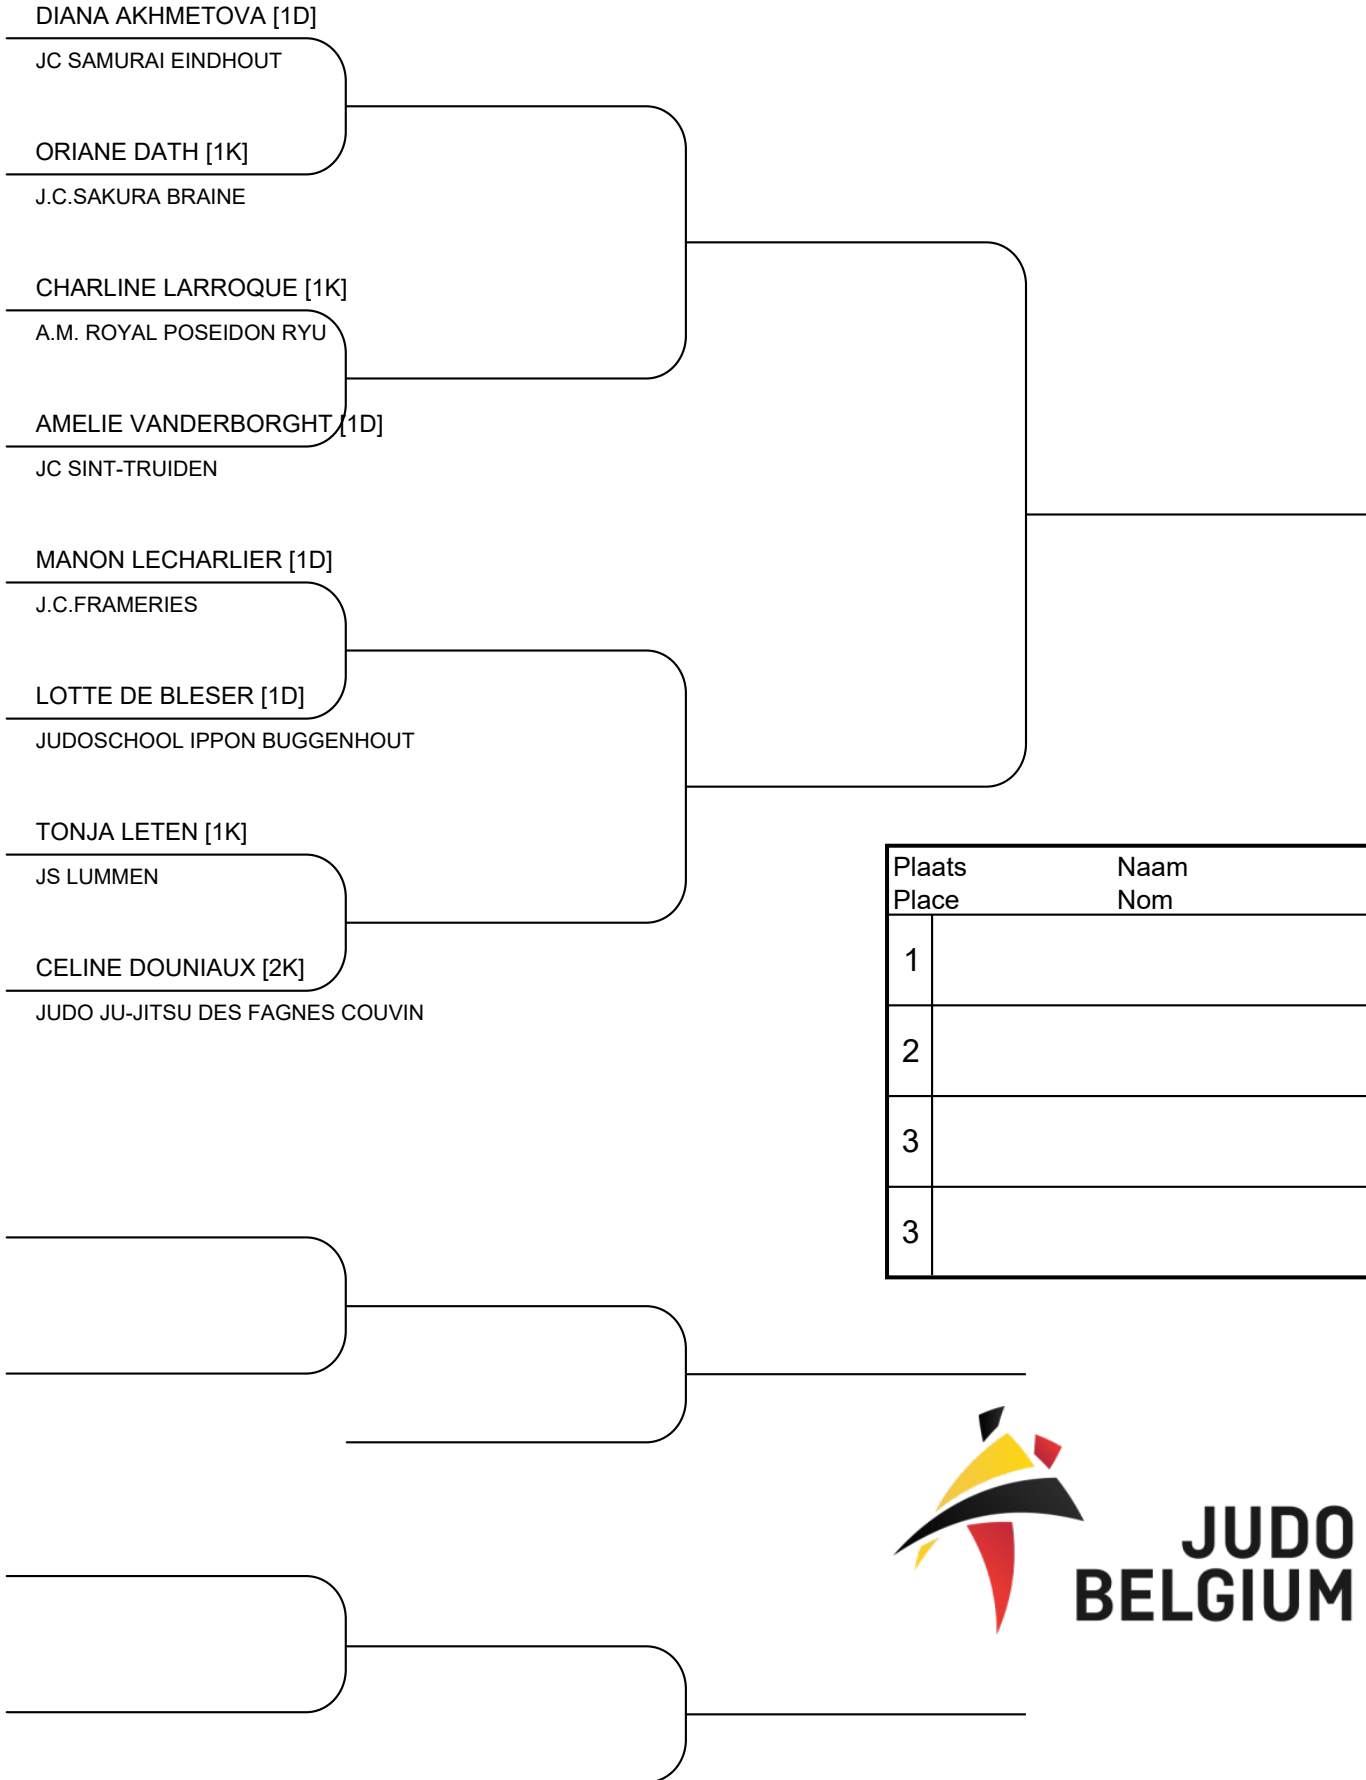 DIANA AKHMETOVA [1D]
JC SAMURAI EINDHOUT
ORIANE DATH [1K]
J.C.SAKURA BRAINE
CHARLINE LARROQUE [1K]
A.M. ROYAL POSEIDON RYU
AMELIE VANDERBORGHT [1D]
JC SINT-TRUIDEN
MANON LECHARLIER [1D]
J.C.FRAMERIES
LOTTE DE BLESER [1D]
JUDOSCHOOL IPPON BUGGENHOUT
TONJA LETEN [1K]
JS LUMMEN
CELINE DOUNIAUX [2K]
JUDO JU-JITSU DES FAGNES COUVIN
Plaats Naam
Place Nom
1
2
3
3
JUDO
BELGIUM